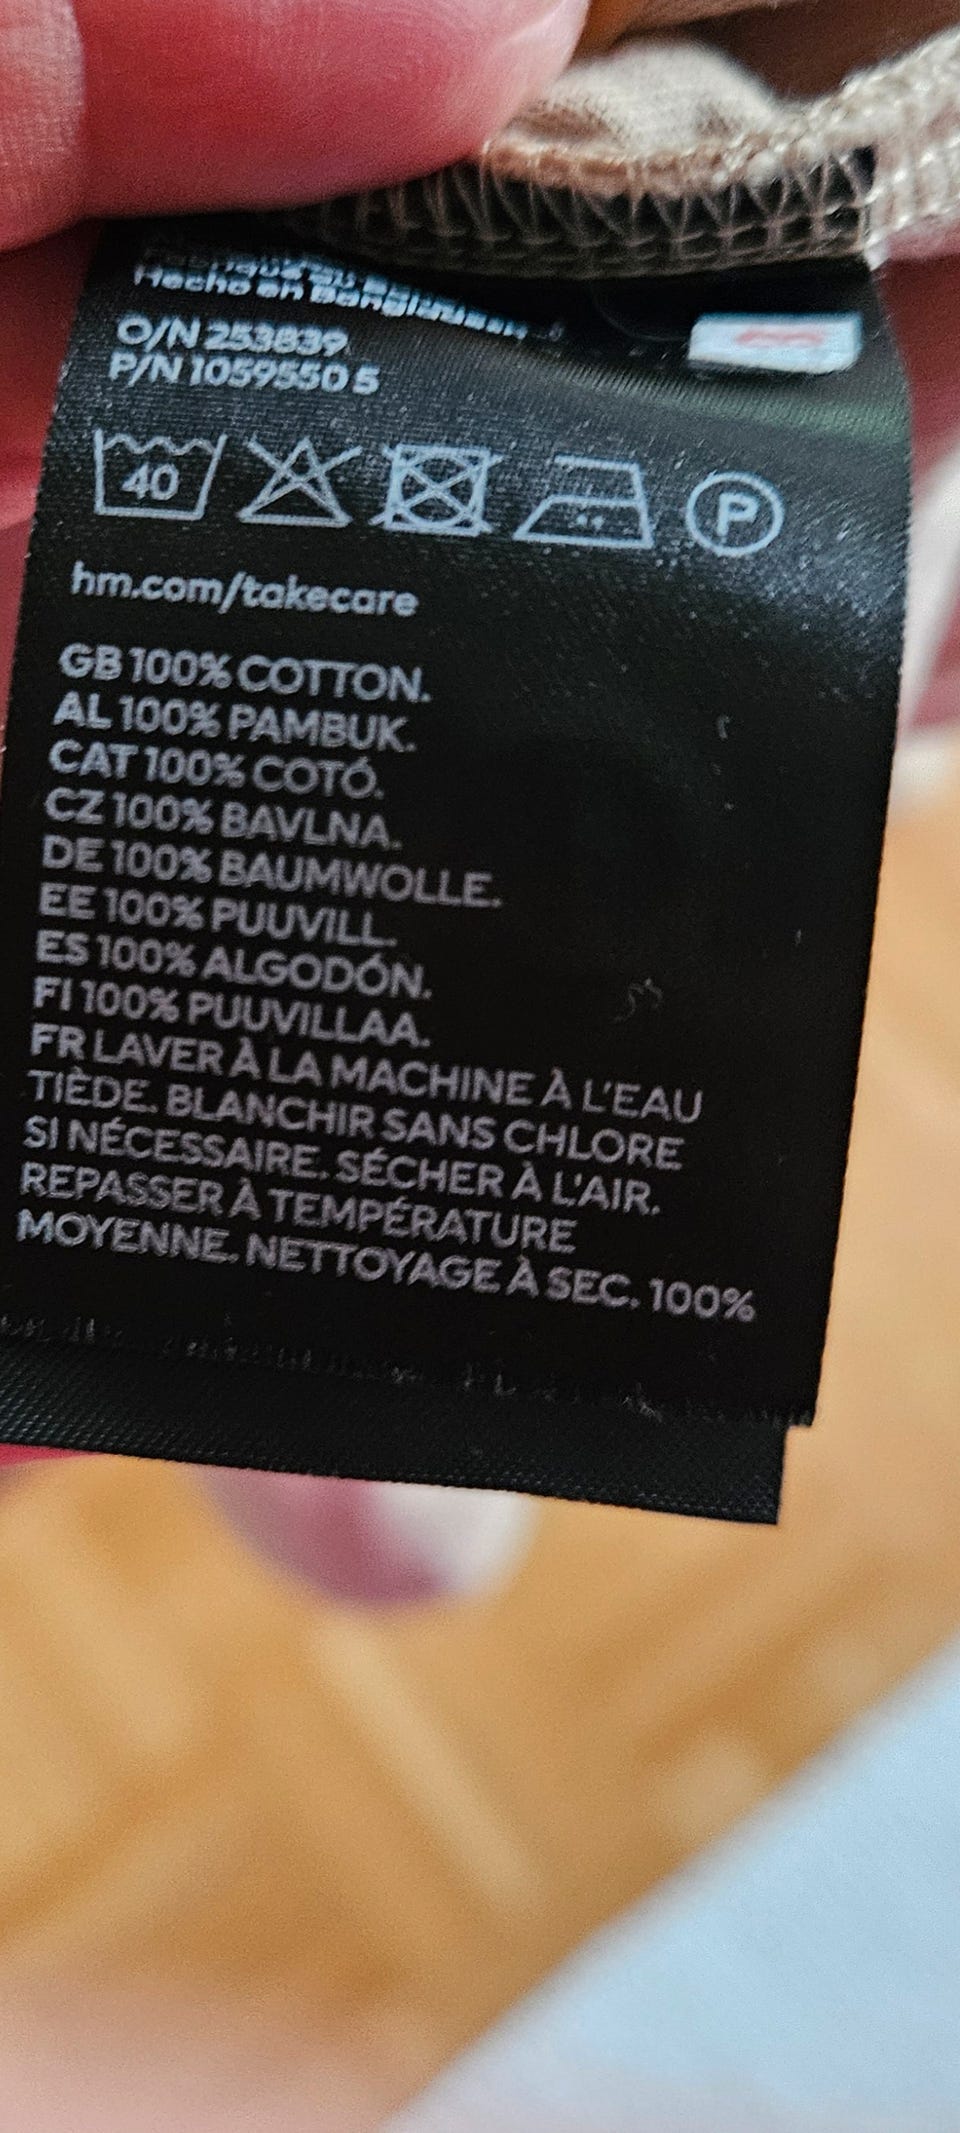 Hecho en Bangladesh
O/N 253839
P/N 1059550 5
40
P
hm.com/takecare
GB 100% COTTON.
AL 100% PAMBUK.
CAT 100% COTÓ.
CZ 100% BAVLNA.
DE 100% BAUMWOLLE.
EE 100% PUUVILL.
ES 100% ALGODÓN.
FI 100% PUUVILLAA.
FR LAVER À LA MACHINE À L'EAU
TIÈDE. BLANCHIR SANS CHLORE
SI NÉCESSAIRE. SÉCHER À L'AIR.
REPASSER À TEMPÉRATURE
MOYENNE. NETTOYAGE À SEC. 100%